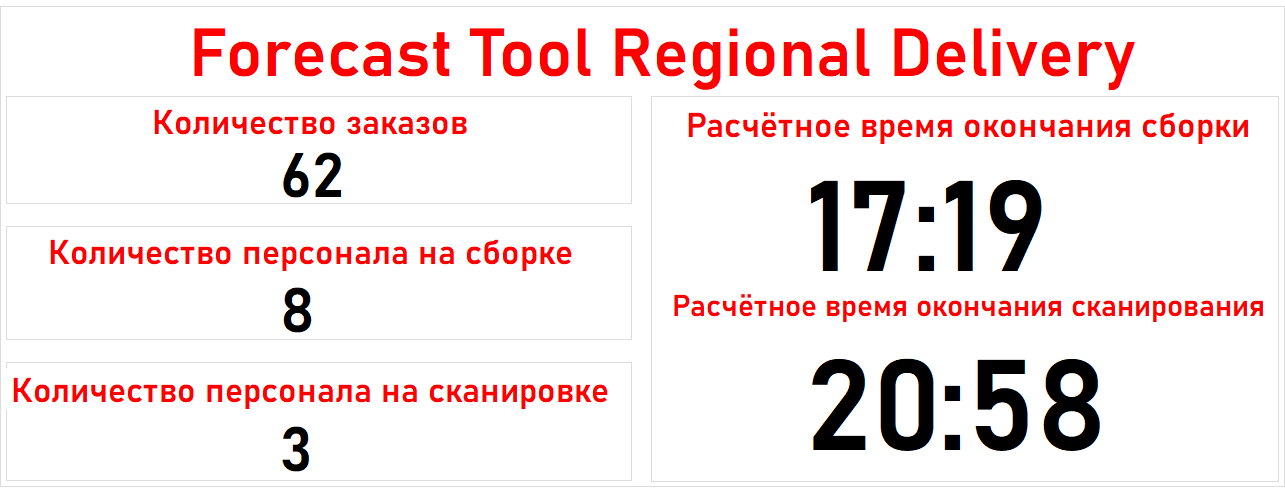 Forecast Tool Regional Delivery
Количество заказов
62
Количество персонала на сборке
8
Количество персонала на сканировке
3
Расчётное время окончания сборки
17:19
Расчётное время окончания сканирования
20:58